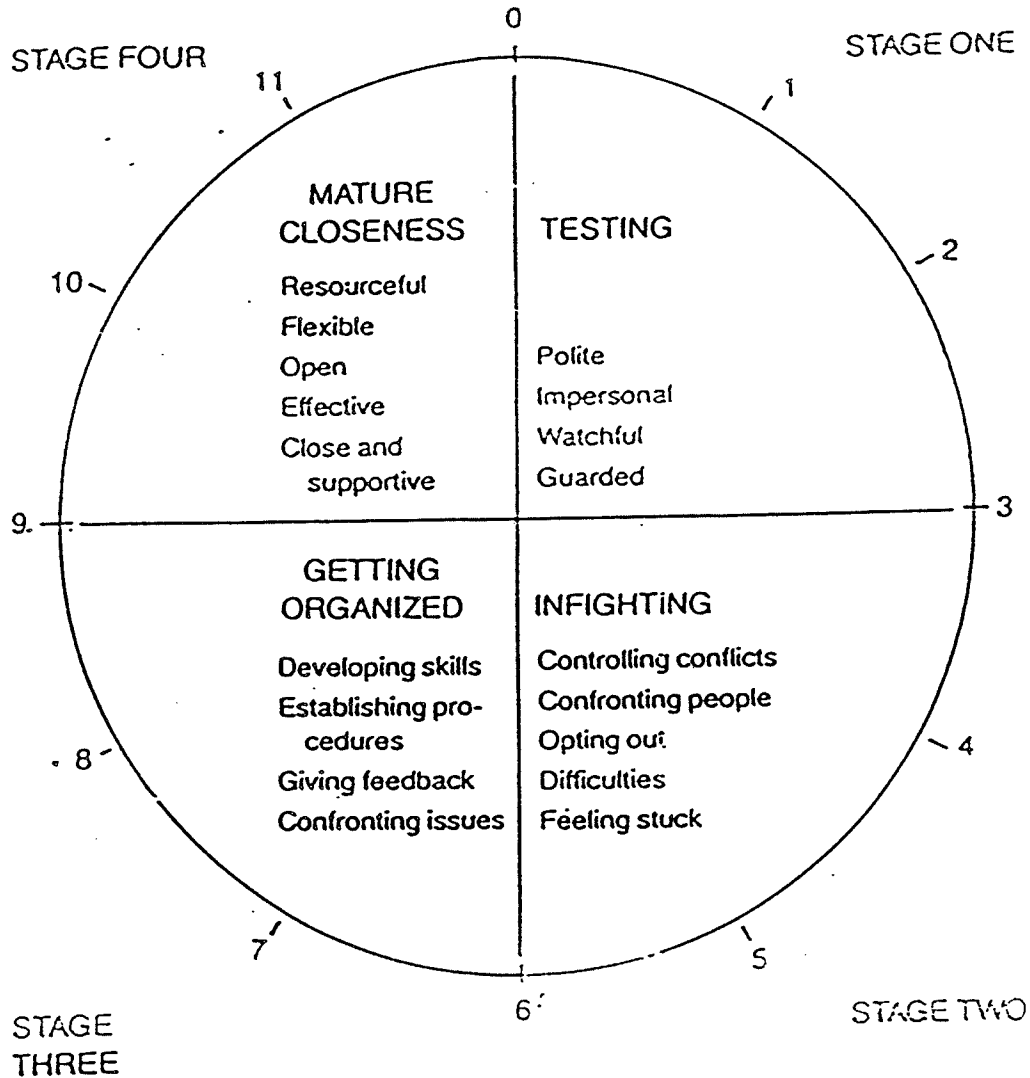 0
STAGE FOUR
STAGE ONE
11
1
MATURE
CLOSENESS
TESTING
2
10
Resourceful
Flexible
Open
Effective
Close and
supportive
Polite
Impersonal
Watchful
Guarded
9
3
GETTING
ORGANIZED
INFIGHTING
Developing skills
Establishing pro-
cedures
Giving feedback
Confronting issues
Controlling conflicts
Confronting people
Opting out
Difficulties
Feeling stuck
8
4
7
5
6
STAGE
THREE
STAGE TWO